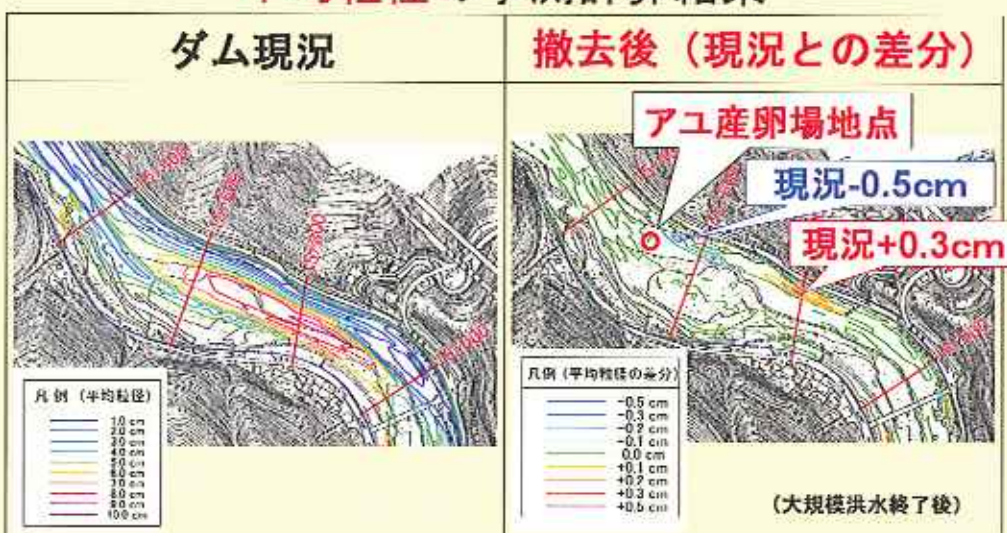 ダム現況
撤去後（現況との差分）
アユ産卵場地点
現況-0.5cm
現況+0.3cm
凡例（平均粒径）
1.0 cm
2.0 cm
3.0 cm
4.0 cm
5.0 cm
6.0 cm
7.0 cm
8.0 cm
9.0 cm
10.0 cm
凡例（平均粒径の差分）
-0.5 cm
-0.3 cm
-0.2 cm
-0.1 cm
0.0 cm
+0.1 cm
+0.2 cm
+0.3 cm
+0.5 cm
（大規模洪水終了後）